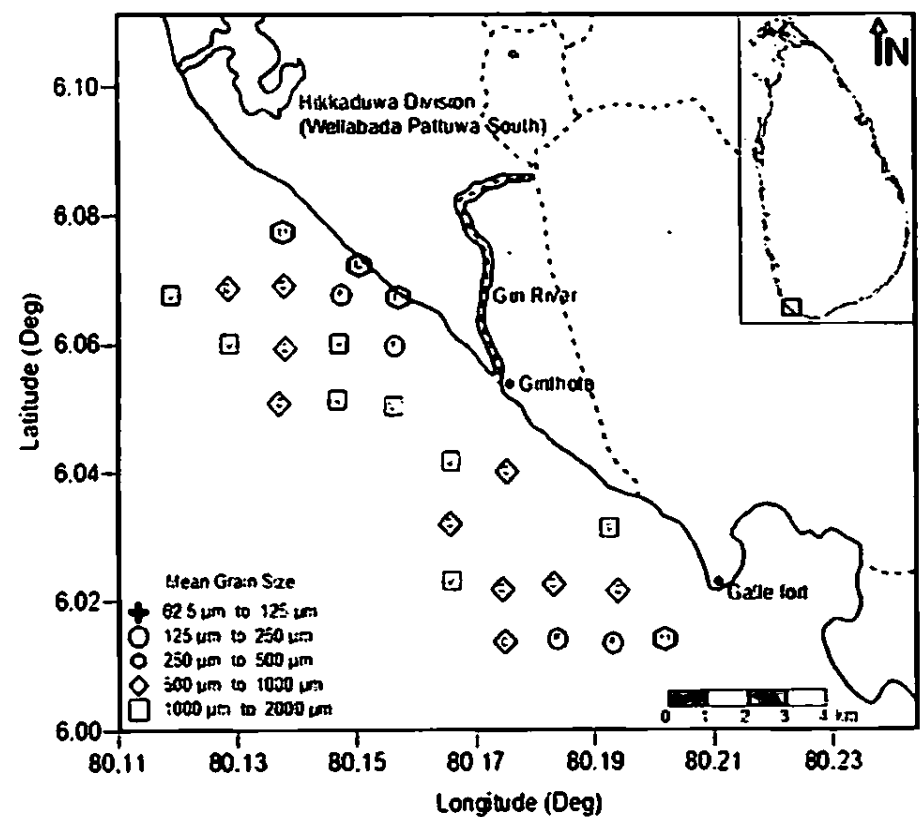 6.10
6.08
6.06
6.04
6.02
6.00
Latitude (Deg)
N
Hikkaduwa Division
(Wellabada Pattuwa South)
Gin River
Ginthota
Galle fort
Mean Grain Size
62.5 µm to 125 µm
125 µm to 250 µm
250 µm to 500 µm
500 µm to 1000 µm
1000 µm to 2000 µm
0 1 2 3 4 km
80.11 80.13 80.15 80.17 80.19 80.21 80.23
Longitude (Deg)